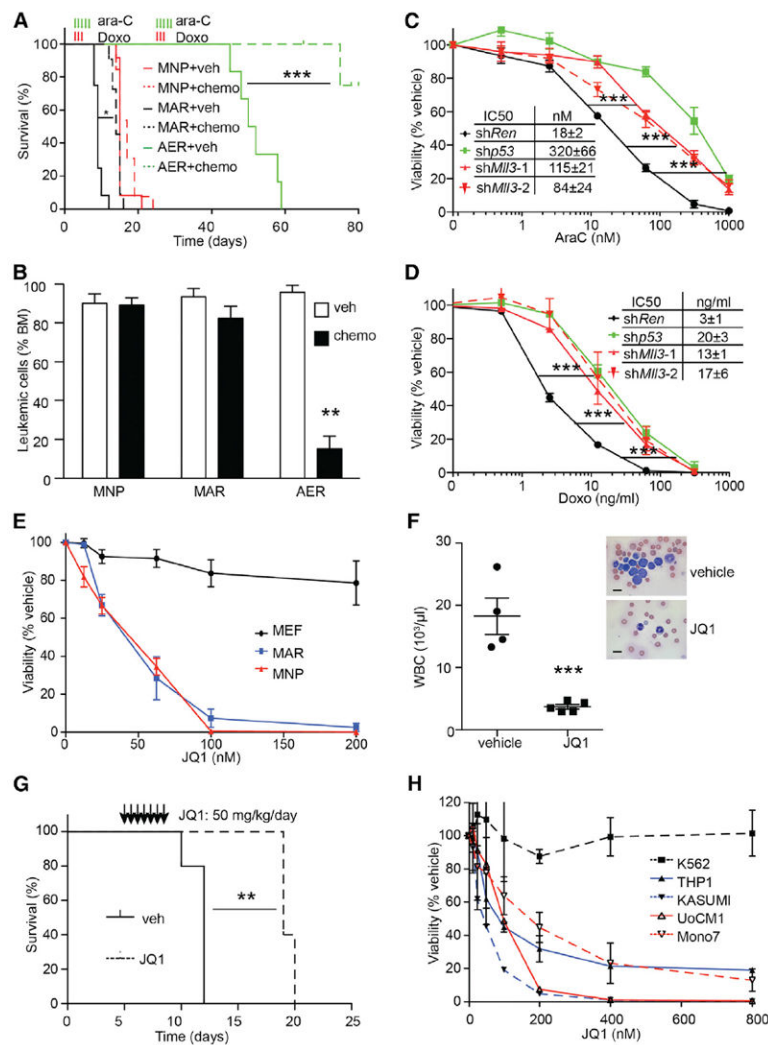 A
ara-C
Doxo
ara-C
Doxo
Survival (%)
100
80
60
40
20
0
***
*
MNP+veh
MNP+chemo
MAR+veh
MAR+chemo
AER+veh
AER+chemo
0 20 40 60 80
Time (days)
B
Leukemic cells (% BM)
100
80
60
40
20
0
veh
chemo
**
MNP MAR AER
C
Viability (% vehicle)
100
80
60
40
20
0
***
***
***
IC50 nM
shRen 18±2
shp53 320±66
shMll3-1 115±21
shMll3-2 84±24
0 1 10 100 1000
AraC (nM)
D
Viability (% vehicle)
100
80
60
40
20
0
***
***
***
IC50 ng/ml
shRen 3±1
shp53 20±3
shMll3-1 13±1
shMll3-2 17±6
0 1 10 100 1000
Doxo (ng/ml)
E
Viability (% vehicle)
100
80
60
40
20
0
MEF
MAR
MNP
0 50 100 150 200
JQ1 (nM)
F
WBC (10³/µl)
30
20
10
0
***
vehicle JQ1
vehicle
JQ1
G
JQ1: 50 mg/kg/day
Survival (%)
100
80
60
40
20
0
**
veh
JQ1
0 5 10 15 20 25
Time (days)
H
Viability (% vehicle)
120
100
80
60
40
20
0
K562
THP1
KASUMI
UoCM1
Mono7
0 200 400 600 800
JQ1 (nM)